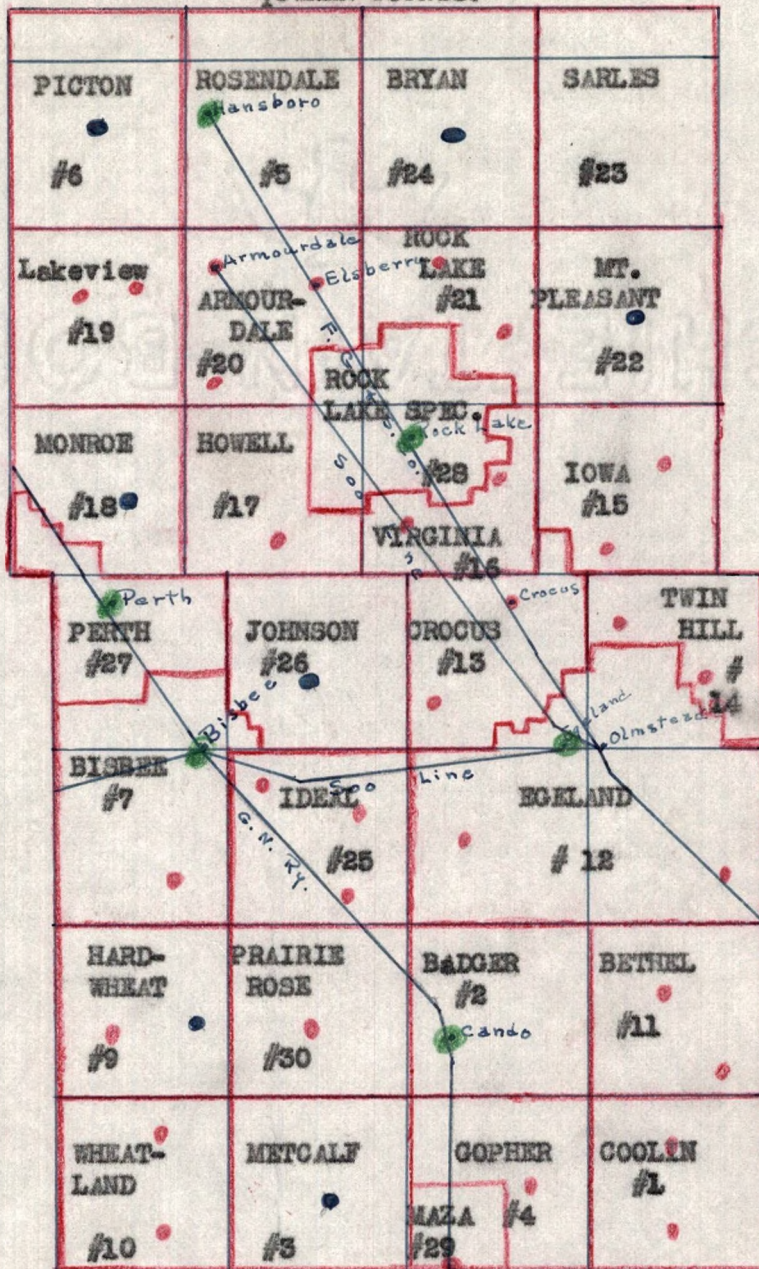 PICTON
#6
ROSENDALE
Hansboro
#5
BRYAN
#24
SARLES
#23
Lakeview
#19
Armourdale
Elsberry
ARMOUR-
DALE
#20
ROCK
LAKE
#21
MT.
PLEASANT
#22
ROCK
LAKE SPEC.
Rock Lake
#28
MONROE
#18
HOWELL
#17
Soo
IOWA
#15
VIRGINIA
#16
Crocus
Perth
PERTH
#27
JOHNSON
#26
CROCUS
#13
TWIN
HILL
#
14
Bisbee
Egeland
Olmstead
BISBEE
#7
Soo Line
IDEAL
#25
G. N. Ry.
EGELAND
# 12
HARD-
WHEAT
#9
PRAIRIE
ROSE
#30
BADGER
#2
Cando
BETHEL
#11
WHEAT-
LAND
#10
METCALF
#3
GOPHER
#4
MAZA
#29
COOLIN
#1